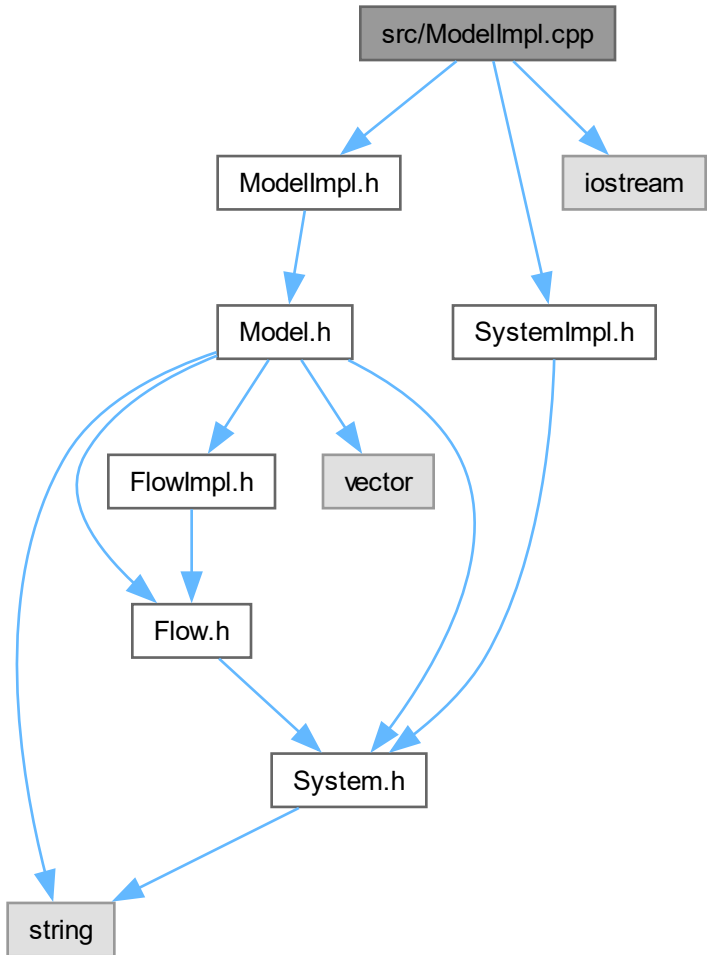 src/ModelImpl.cpp
ModelImpl.h
iostream
Model.h
SystemImpl.h
FlowImpl.h
vector
Flow.h
System.h
string